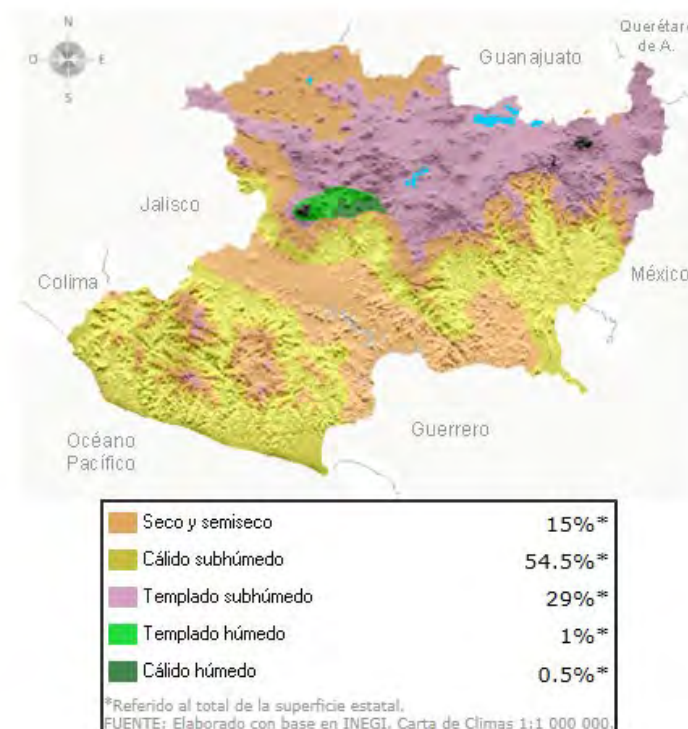 N
O E
S
Querétaro
de A.
Guanajuato
Jalisco
Colima
México
Guerrero
Océano
Pacífico
Seco y semiseco 15%*
Cálido subhúmedo 54.5%*
Templado subhúmedo 29%*
Templado húmedo 1%*
Cálido húmedo 0.5%*
*Referido al total de la superficie estatal.
FUENTE: Elaborado con base en INEGI. Carta de Climas 1:1 000 000.